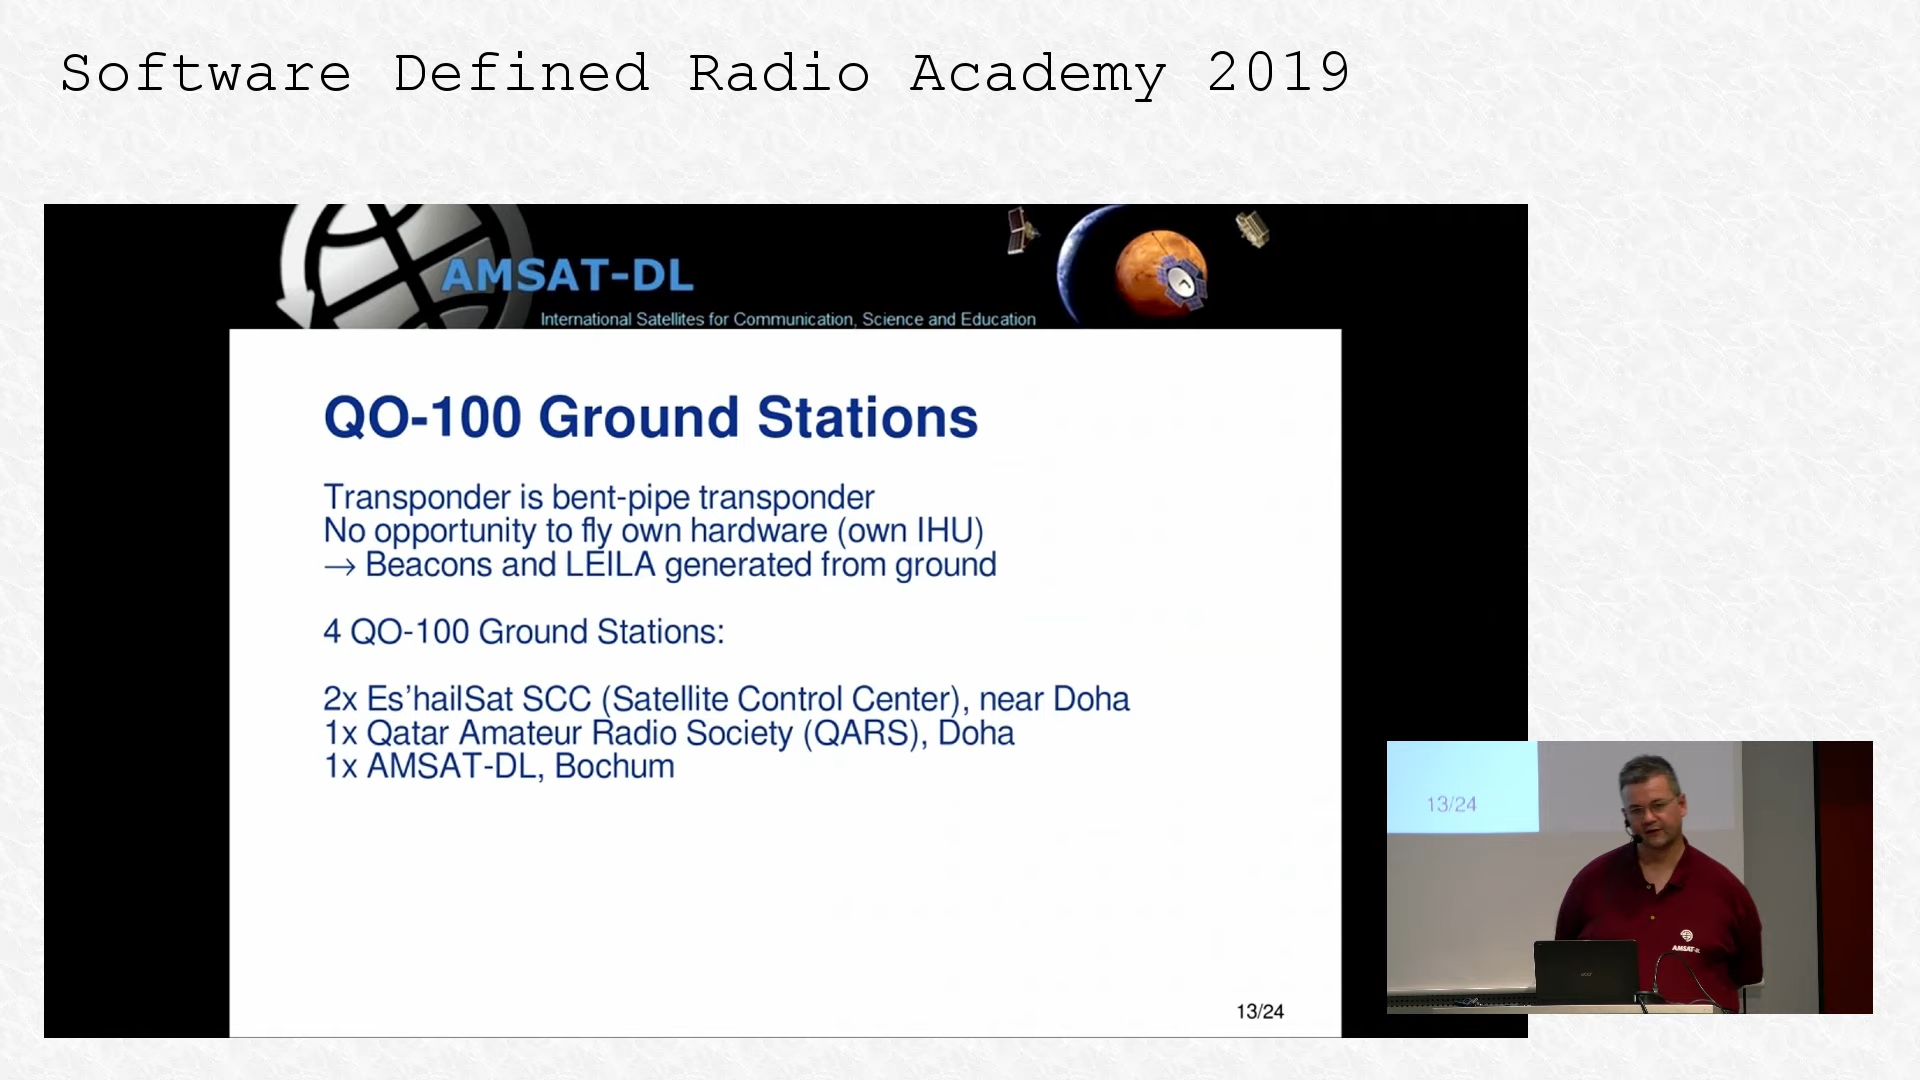 Software Defined Radio Academy 2019
AMSAT-DL
International Satellites for Communication, Science and Education
QO-100 Ground Stations
Transponder is bent-pipe transponder
No opportunity to fly own hardware (own IHU)
→ Beacons and LEILA generated from ground
4 QO-100 Ground Stations:
2x Es'hailSat SCC (Satellite Control Center), near Doha
1x Qatar Amateur Radio Society (QARS), Doha
1x AMSAT-DL, Bochum
13/24
13/24
AMSAT-DL
acer